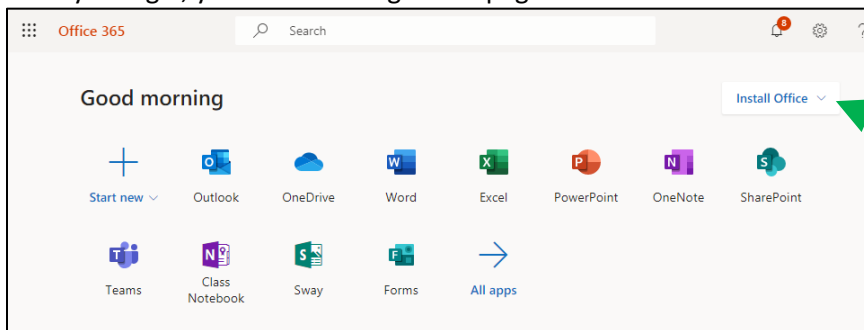 Office 365
Search
8
?
Good morning
Install Office
Start new
Outlook
OneDrive
Word
Excel
PowerPoint
OneNote
SharePoint
Teams
Class
Notebook
Sway
Forms
All apps